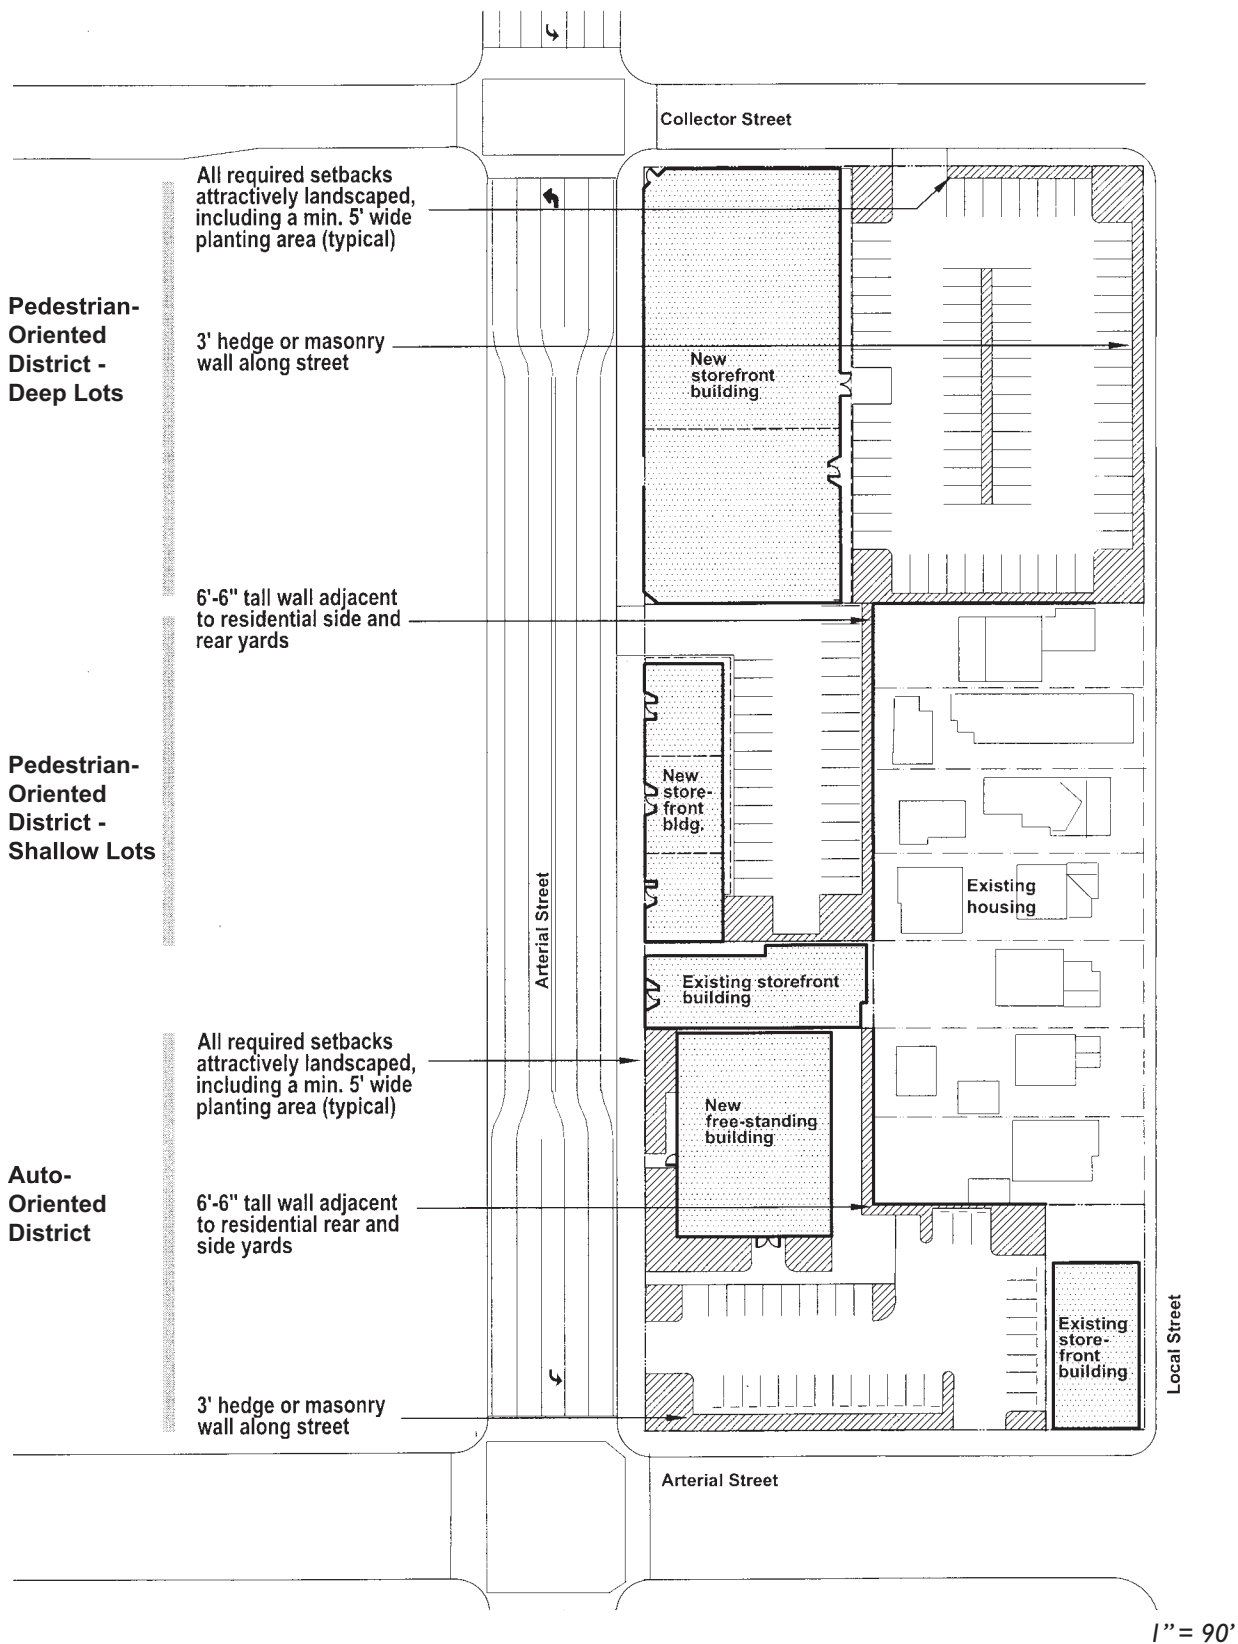 Collector Street
All required setbacks
attractively landscaped,
including a min. 5' wide
planting area (typical)
Pedestrian-
Oriented
District -
Deep Lots
3' hedge or masonry
wall along street
New
storefront
building
6'-6" tall wall adjacent
to residential side and
rear yards
Pedestrian-
Oriented
District -
Shallow Lots
New
store-
front
bldg.
Existing
housing
Arterial Street
Existing storefront
building
All required setbacks
attractively landscaped,
including a min. 5' wide
planting area (typical)
New
free-standing
building
Auto-
Oriented
District
6'-6" tall wall adjacent
to residential rear and
side yards
Existing
store-
front
building
Local Street
3' hedge or masonry
wall along street
Arterial Street
1" = 90'